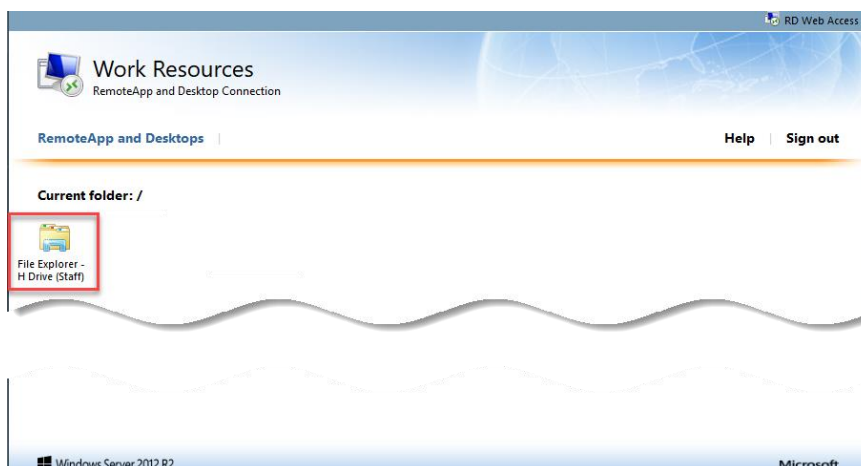 RD Web Access
Work Resources
RemoteApp and Desktop Connection
RemoteApp and Desktops | Help | Sign out
Current folder: /
File Explorer -
H Drive (Staff)
Windows Server 2012 R2 Microsoft